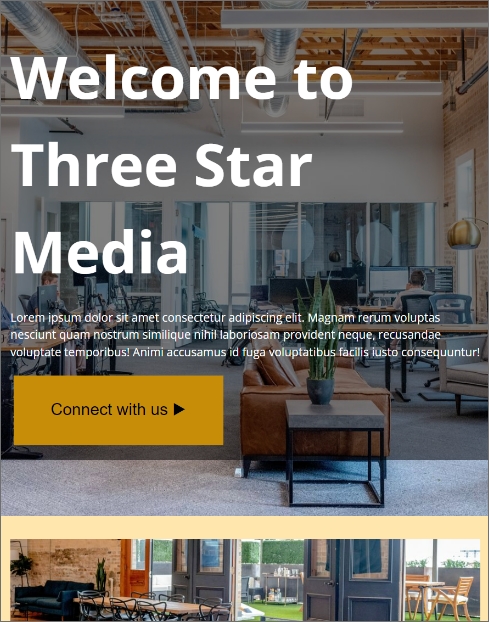 Welcome to
Three Star
Media
Lorem ipsum dolor sit amet consectetur adipiscing elit. Magnam rerum voluptas
nesciunt quam nostrum similique nihil laboriosam provident neque, recusandae
voluptate temporibus! Animi accusamus id fuga voluptatibus facilis iusto consequuntur!
Connect with us ▶